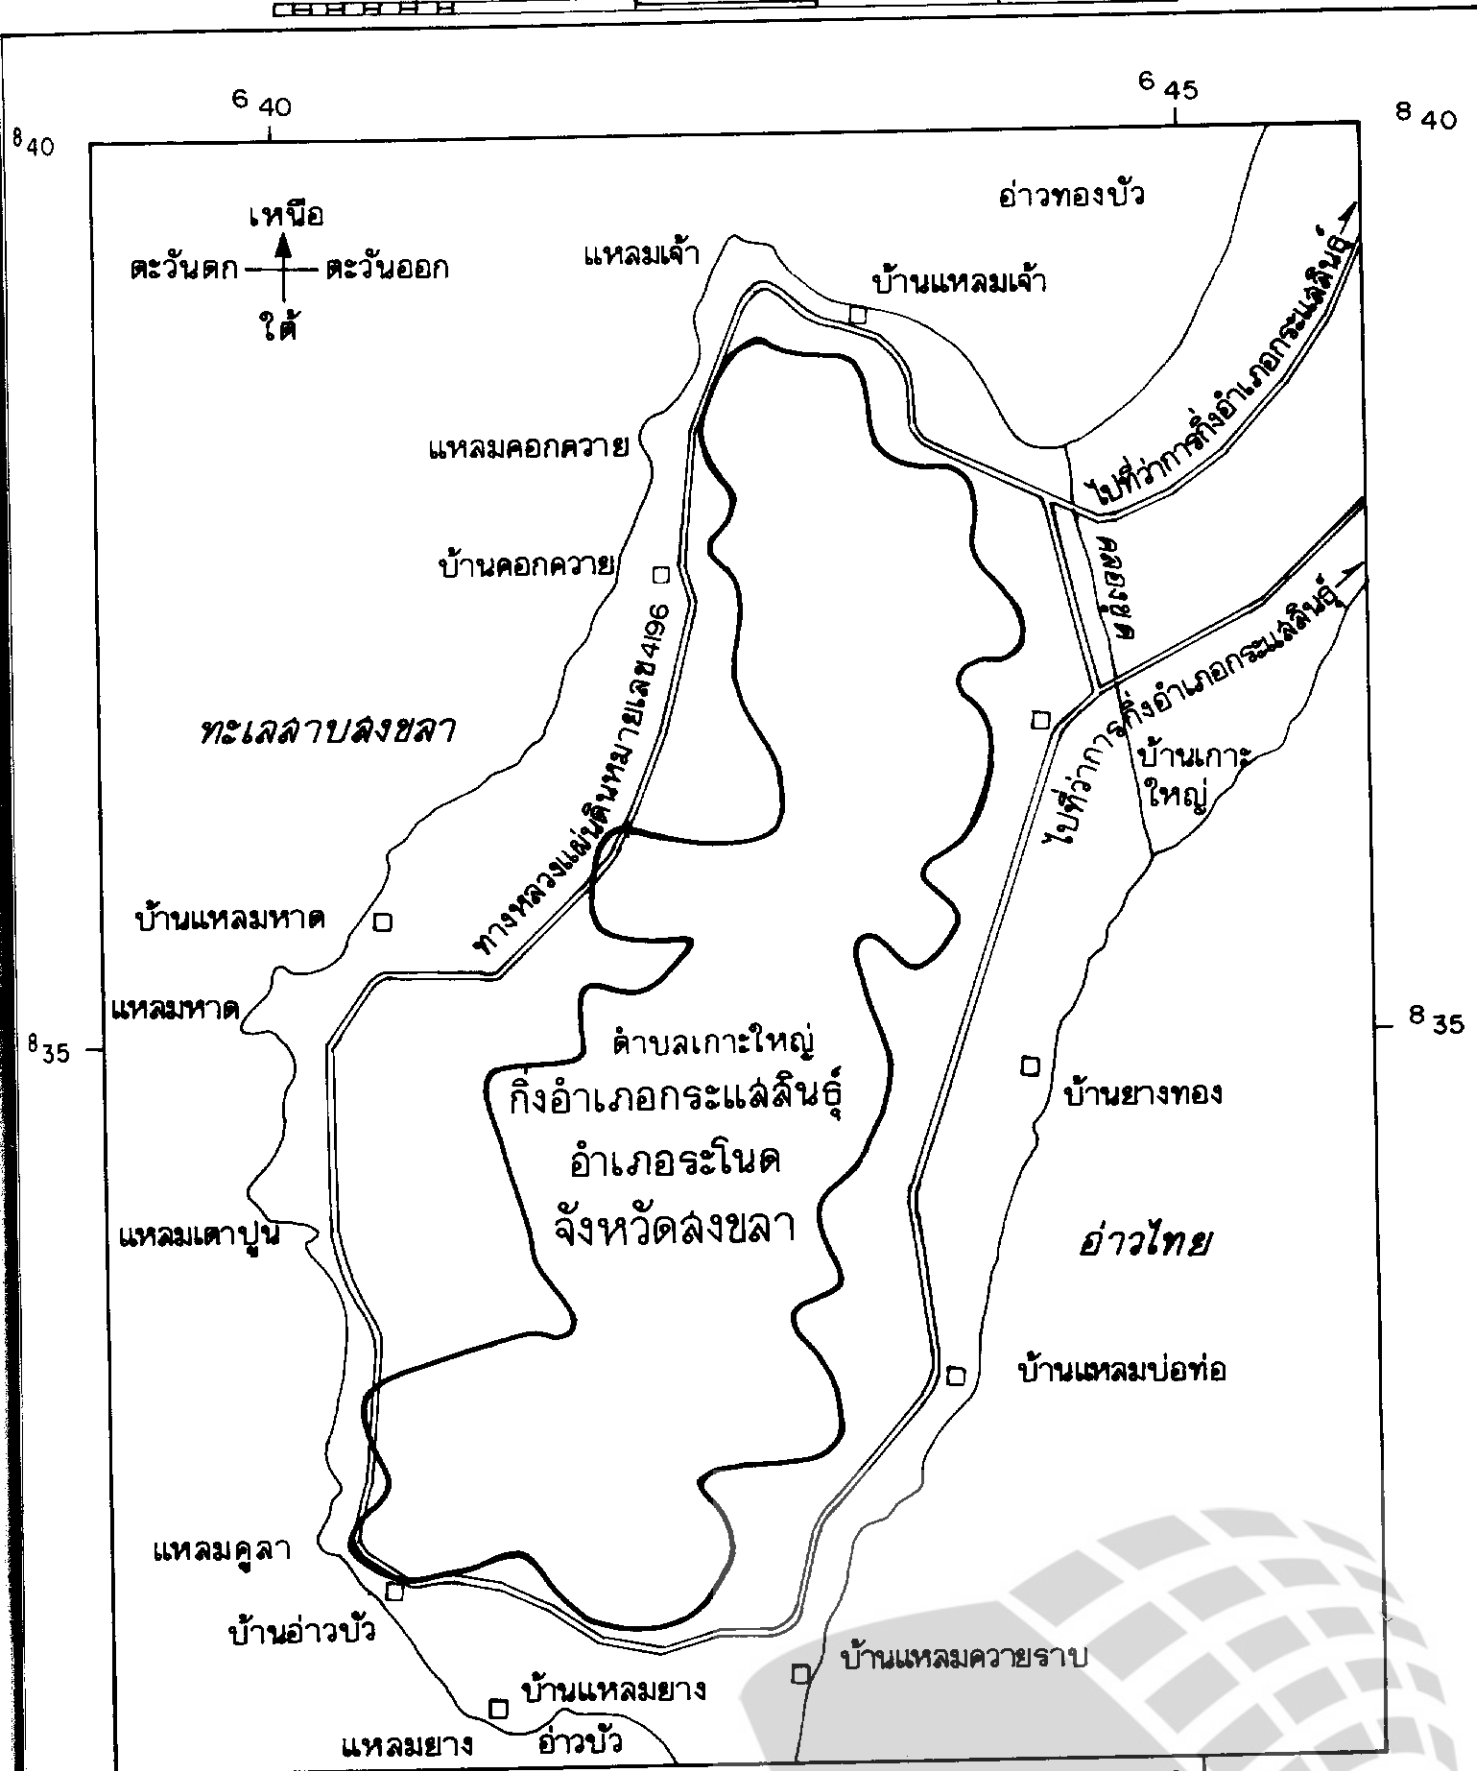 640
645
840
840
เหนือ
ตะวันตก
ตะวันออก
ใต้
อ่าวทองบัว
แหลมเจ้า
บ้านแหลมเจ้า
ไปที่ว่าการกิ่งอำเภอกระแสสินธุ์
แหลมคอกควาย
บ้านคอกควาย
คลองขุด
ทางหลวงแผ่นดินหมายเลข 4196
ไปที่ว่าการกิ่งอำเภอกระแสสินธุ์
ทะเลสาบสงขลา
บ้านเกาะ
ใหญ่
บ้านแหลมหาด
แหลมหาด
835
835
ตำบลเกาะใหญ่
กิ่งอำเภอกระแสสินธุ์
อำเภอระโนด
จังหวัดสงขลา
บ้านยางทอง
แหลมเตาปูน
อ่าวไทย
บ้านแหลมบ่อท่อ
แหลมคูลา
บ้านอ่าวบัว
บ้านแหลมควายราบ
บ้านแหลมยาง
แหลมยาง
อ่าวบัว